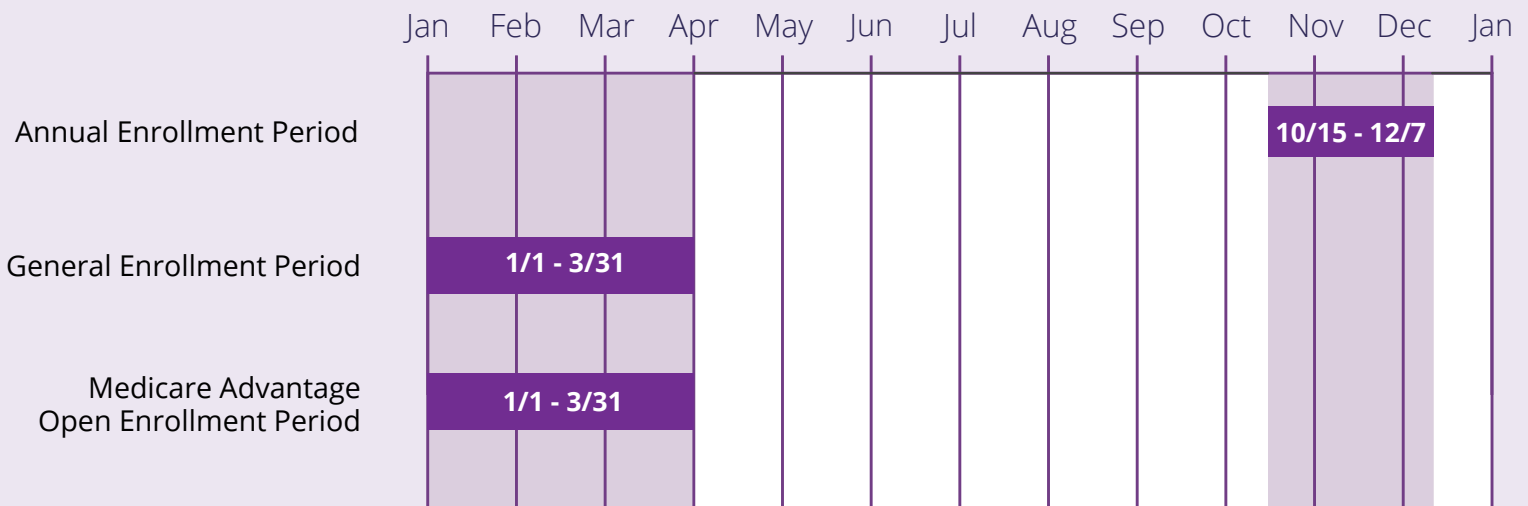 Jan Feb Mar Apr May Jun Jul Aug Sep Oct Nov Dec Jan
Annual Enrollment Period
10/15 - 12/7
General Enrollment Period
1/1 - 3/31
Medicare Advantage
Open Enrollment Period
1/1 - 3/31